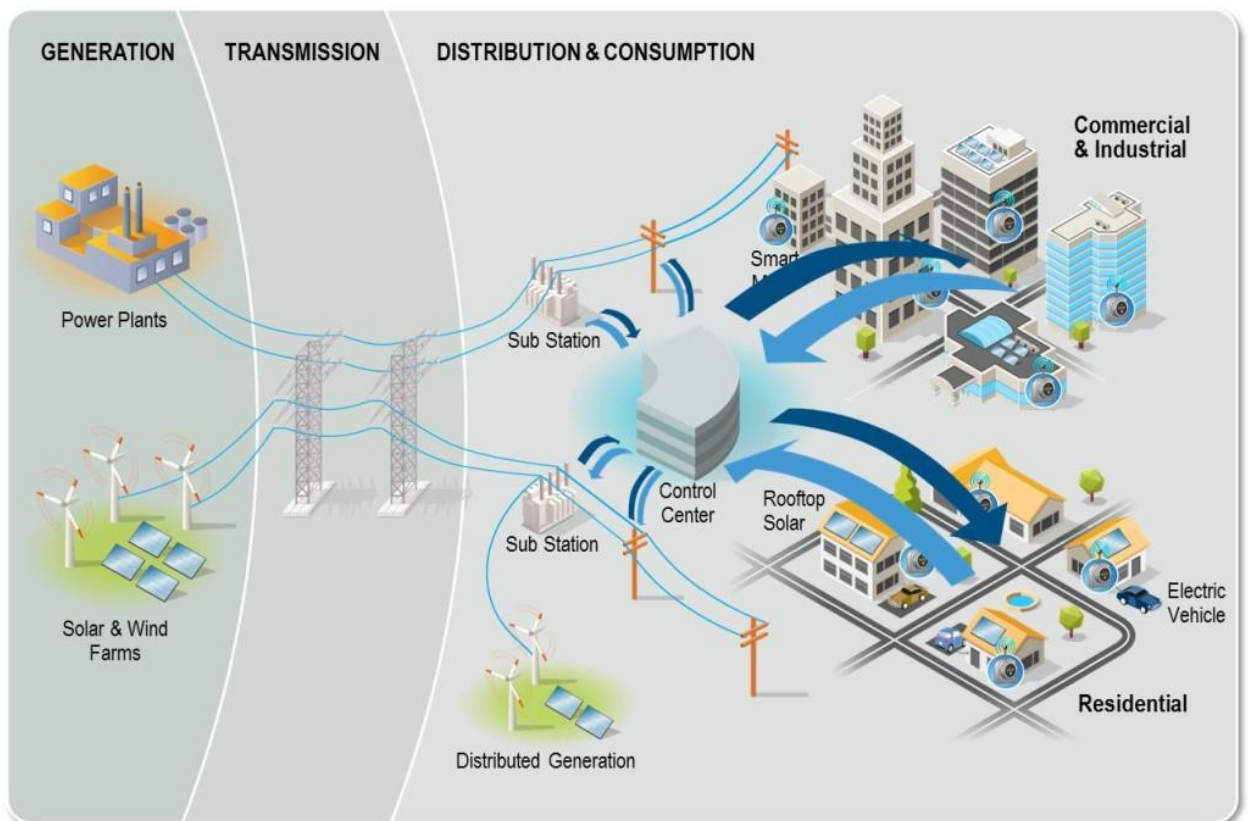 GENERATION
TRANSMISSION
DISTRIBUTION & CONSUMPTION
Commercial
& Industrial
Power Plants
Smart
Sub Station
Control
Center
Rooftop
Solar
Sub Station
Electric
Vehicle
Solar & Wind
Farms
Residential
Distributed Generation